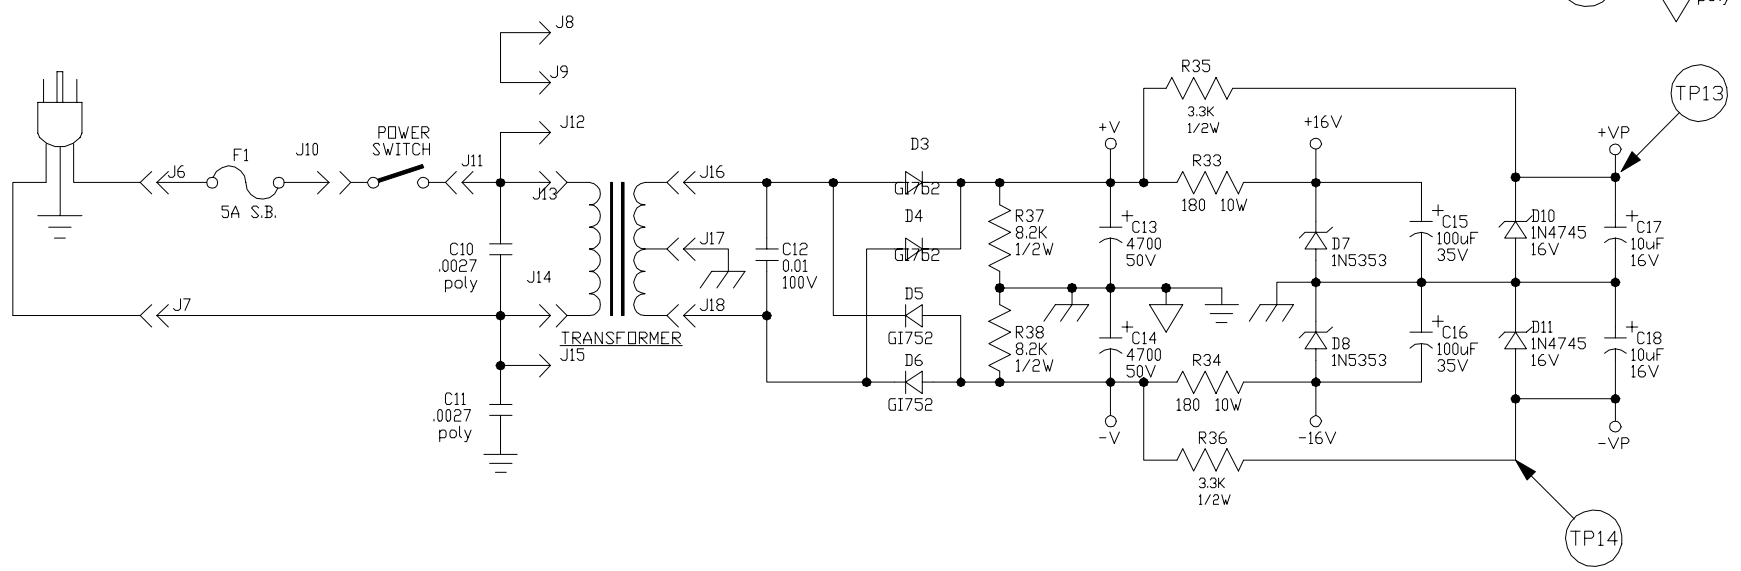 poly
J8
J9
J12
TP13
R35
3.3K
1/2W
+V
+16V
+VP
POWER
SWITCH
F1
J10
J11
J6
5A S.B.
J13
J16
D3
GI752
R33
180 10W
D4
GI752
R37
8.2K
1/2W
C13
4700
50V
D7
1N5353
C15
100uF
35V
D10
1N4745
16V
C17
10uF
16V
C10
.0027
poly
J17
C12
0.01
100V
J14
J7
J18
D5
GI752
TRANSFORMER
J15
R38
8.2K
1/2W
C14
4700
50V
D8
1N5353
C16
100uF
35V
D11
1N4745
16V
C18
10uF
16V
D6
GI752
R34
180 10W
C11
.0027
poly
-V
R36
3.3K
1/2W
-16V
-VP
TP14